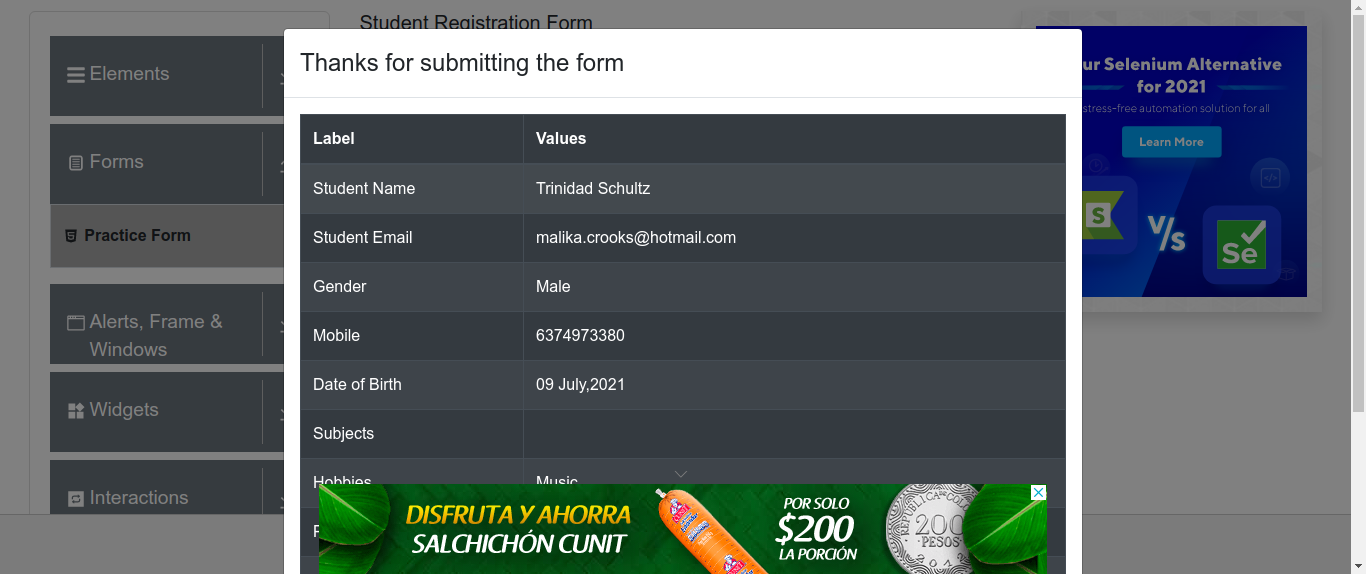 Student Registration Form
Elements
Forms
Practice Form
Alerts, Frame &
Windows
Widgets
Interactions
Thanks for submitting the form
Label Values
Student Name Trinidad Schultz
Student Email malika.crooks@hotmail.com
Gender Male
Mobile 6374973380
Date of Birth 09 July,2021
Subjects
Hobbies Music
DISFRUTA Y AHORRA
SALCHICHÓN CUNIT
POR SOLO
$200
LA PORCIÓN
REPUBLICA DE COL
200
PESOS
ur Selenium Alternative
for 2021
stress-free automation solution for all
Learn More
S
V/s
Se